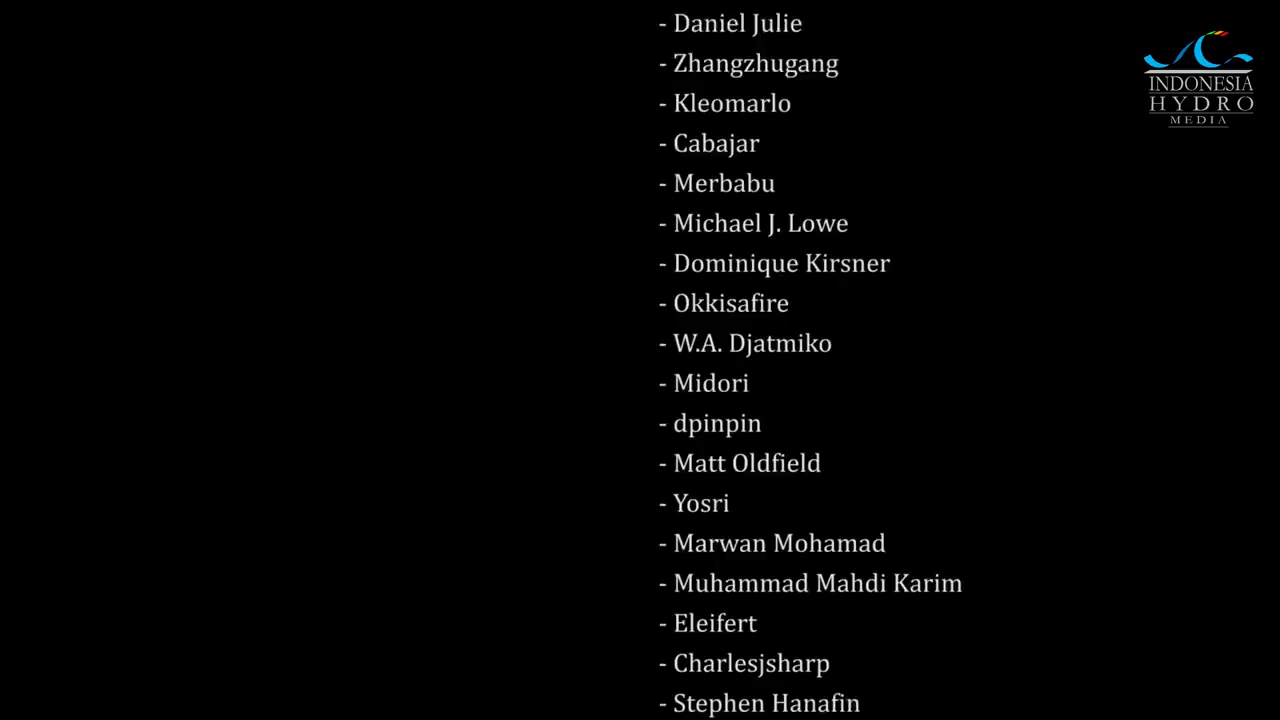 - Daniel Julie
- Zhangzhugang
- Kleomarlo
- Cabajar
- Merbabu
- Michael J. Lowe
- Dominique Kirsner
- Okkisafire
- W.A. Djatmiko
- Midori
- dpinpin
- Matt Oldfield
- Yosri
- Marwan Mohamad
- Muhammad Mahdi Karim
- Eleifert
- Charlesjsharp
- Stephen Hanafin
INDONESIA
HYDRO
MEDIA